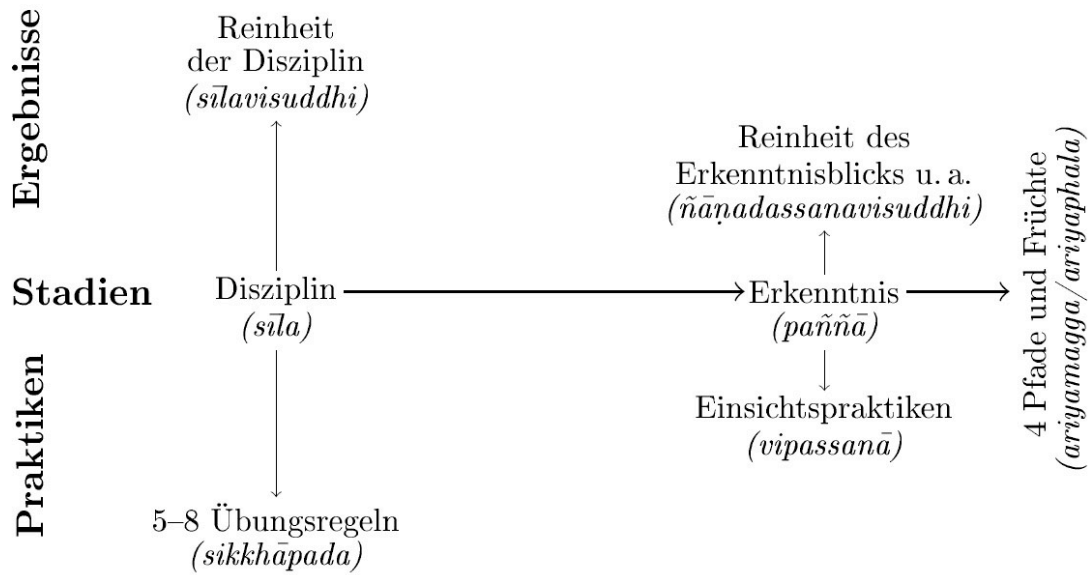 Ergebnisse
Reinheit
der Disziplin
(sīlavisuddhi)
Reinheit des
Erkenntnisblicks u. a.
(ñāṇadassanavisuddhi)
Stadien
Disziplin
(sīla)
Erkenntnis
(paññā)
4 Pfade und Früchte
(ariyamagga/ariyaphala)
Praktiken
Einsichtspraktiken
(vipassanā)
5–8 Übungsregeln
(sikkhāpada)